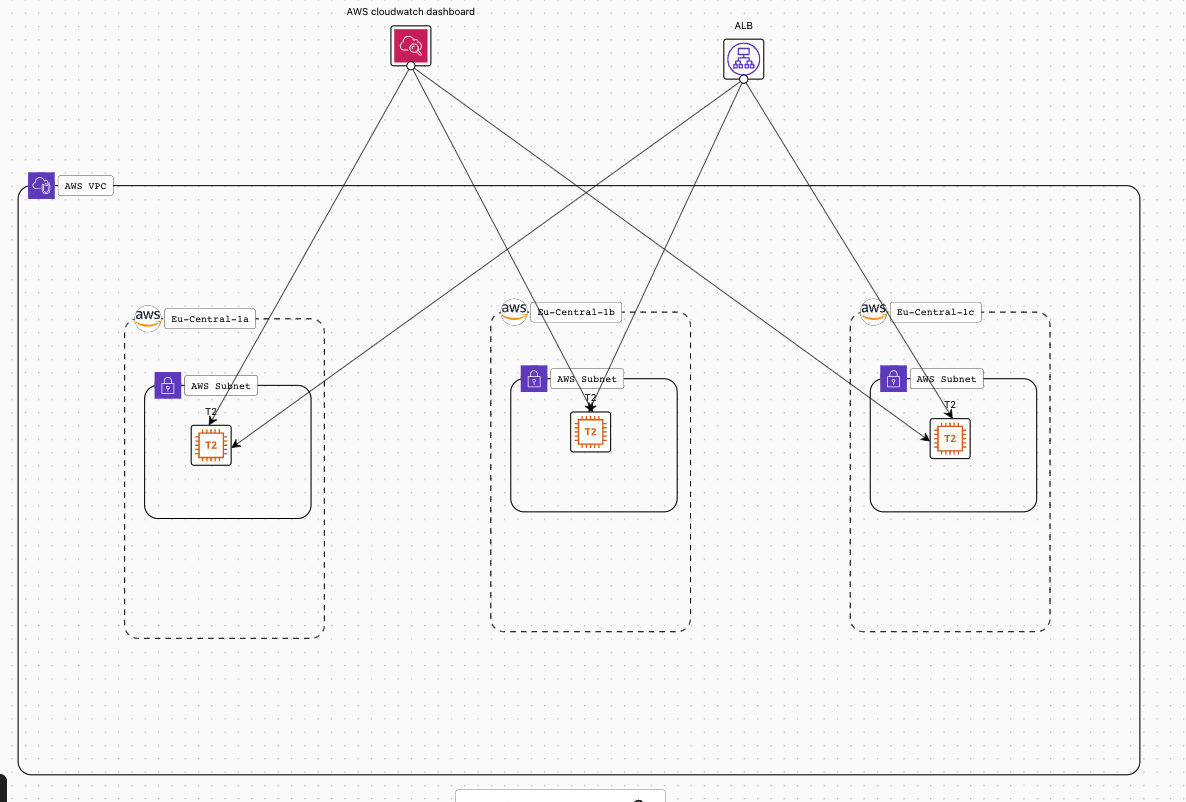 AWS cloudwatch dashboard
ALB
AWS VPC
aws
Eu-Central-1a
aws
Eu-Central-1b
aws
Eu-Central-1c
AWS Subnet
AWS Subnet
AWS Subnet
T2
T2
T2
T2
T2
T2